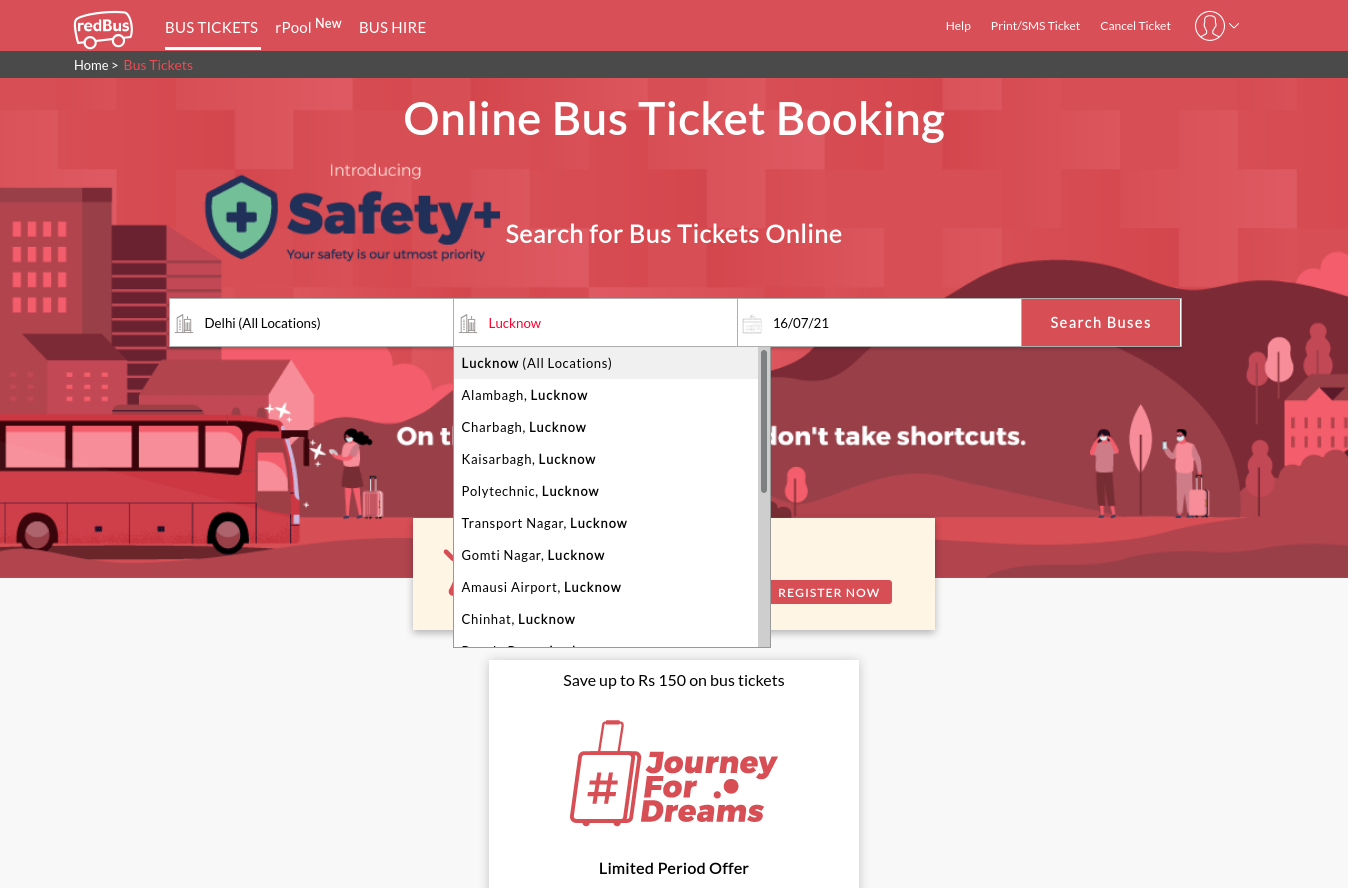 redBus
BUS TICKETS rPool New BUS HIRE
Help Print/SMS Ticket Cancel Ticket
Home > Bus Tickets
Online Bus Ticket Booking
Introducing
Safety+
Your safety is our utmost priority
Search for Bus Tickets Online
Delhi (All Locations) Lucknow 16/07/21 Search Buses
Lucknow (All Locations)
Alambagh, Lucknow
Charbagh, Lucknow
On t don't take shortcuts.
Kaisarbagh, Lucknow
Polytechnic, Lucknow
Transport Nagar, Lucknow
Gomti Nagar, Lucknow
Amausi Airport, Lucknow
REGISTER NOW
Chinhat, Lucknow
Save up to Rs 150 on bus tickets
# Journey
For
Dreams
Limited Period Offer